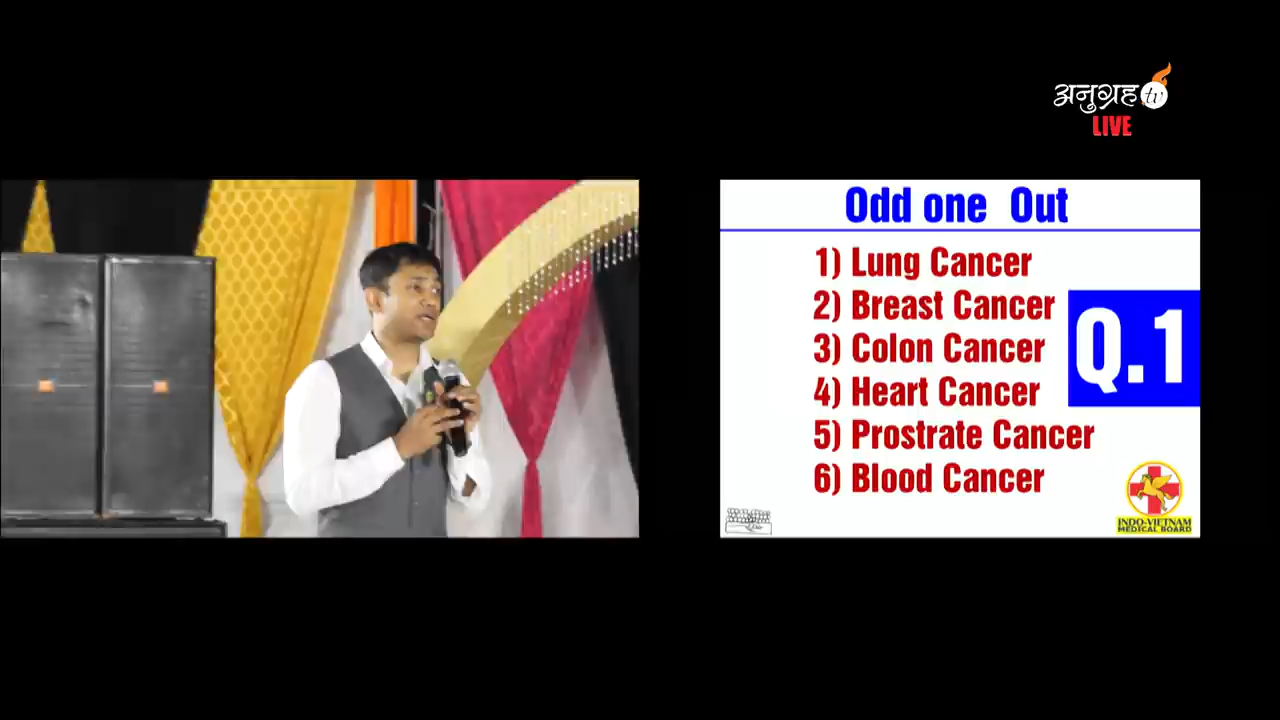 अनुग्रह tv
LIVE
Odd one Out
1) Lung Cancer
2) Breast Cancer
3) Colon Cancer
4) Heart Cancer
5) Prostrate Cancer
6) Blood Cancer
Q.1
INDO-VIETNAM
MEDICAL BOARD